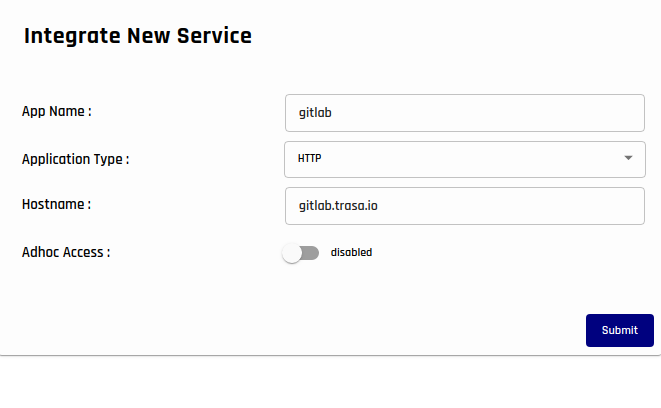 Integrate New Service
App Name : gitlab
Application Type : HTTP
Hostname : gitlab.trasa.io
Adhoc Access : disabled
Submit